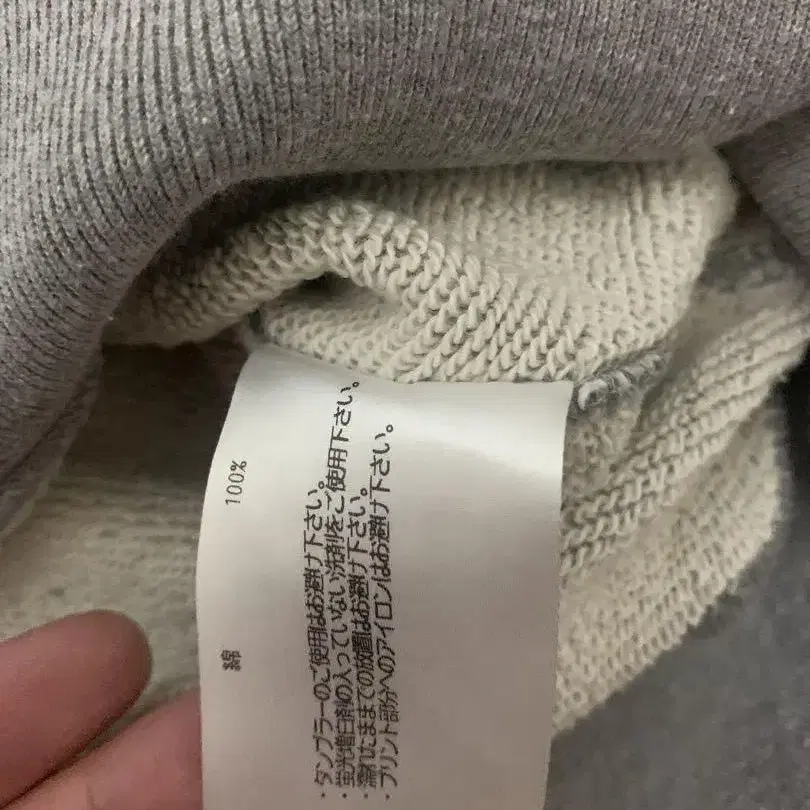 綿 100%
・タンブラーのご使用はお避け下さい。
・蛍光増白剤の入っていない洗剤をご使用下さい。
・濡れたままでの放置はお避け下さい。
・プリント部分へのアイロンはお避け下さい。